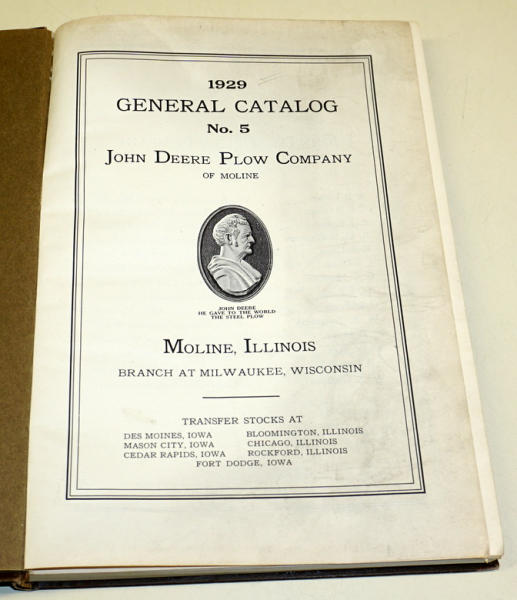 1929
GENERAL CATALOG
No. 5
JOHN DEERE PLOW COMPANY
OF MOLINE
JOHN DEERE
HE GAVE TO THE WORLD
THE STEEL PLOW
MOLINE, ILLINOIS
BRANCH AT MILWAUKEE, WISCONSIN
TRANSFER STOCKS AT
DES MOINES, IOWA BLOOMINGTON, ILLINOIS
MASON CITY, IOWA CHICAGO, ILLINOIS
CEDAR RAPIDS, IOWA ROCKFORD, ILLINOIS
FORT DODGE, IOWA